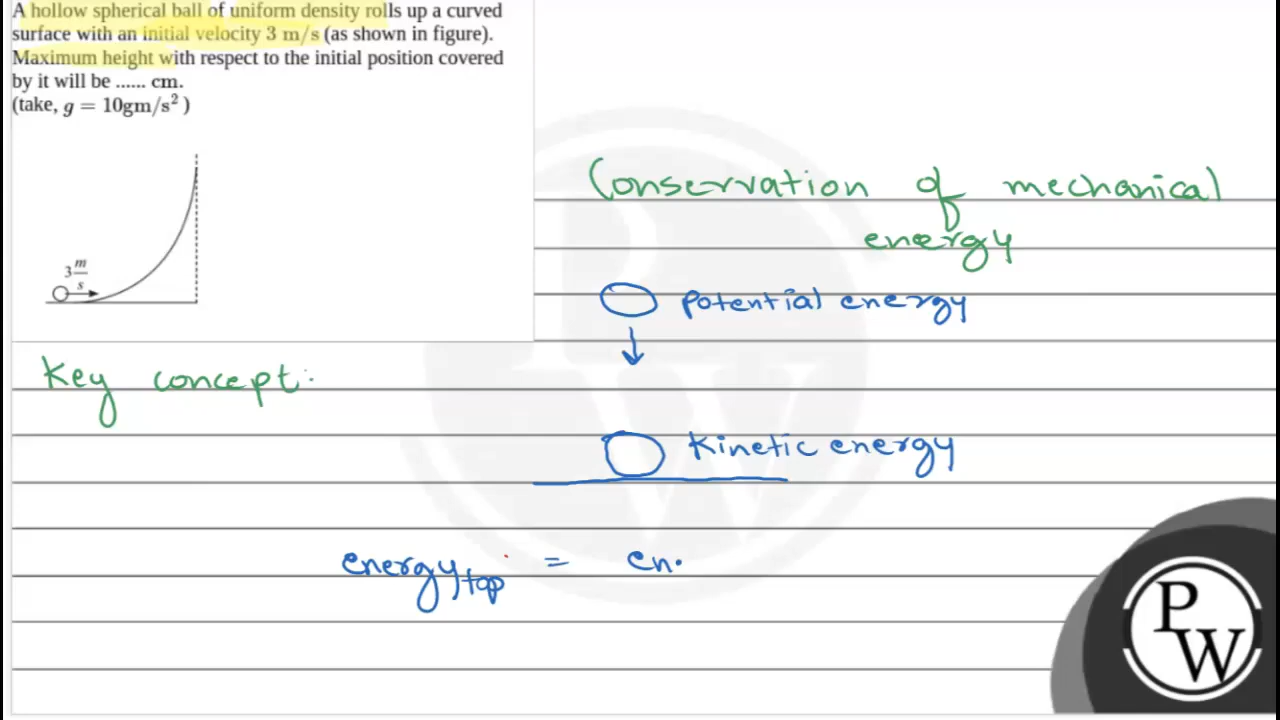 A hollow spherical ball of uniform density rolls up a curved
surface with an initial velocity 3 m/s (as shown in figure).
Maximum height with respect to the initial position covered
by it will be ...... cm.
(take, g = 10gm/s² )
3 m/s
Conservation of mechanical
energy
potential energy
Key concept:
Kinetic energy
energy top = en.
P
W